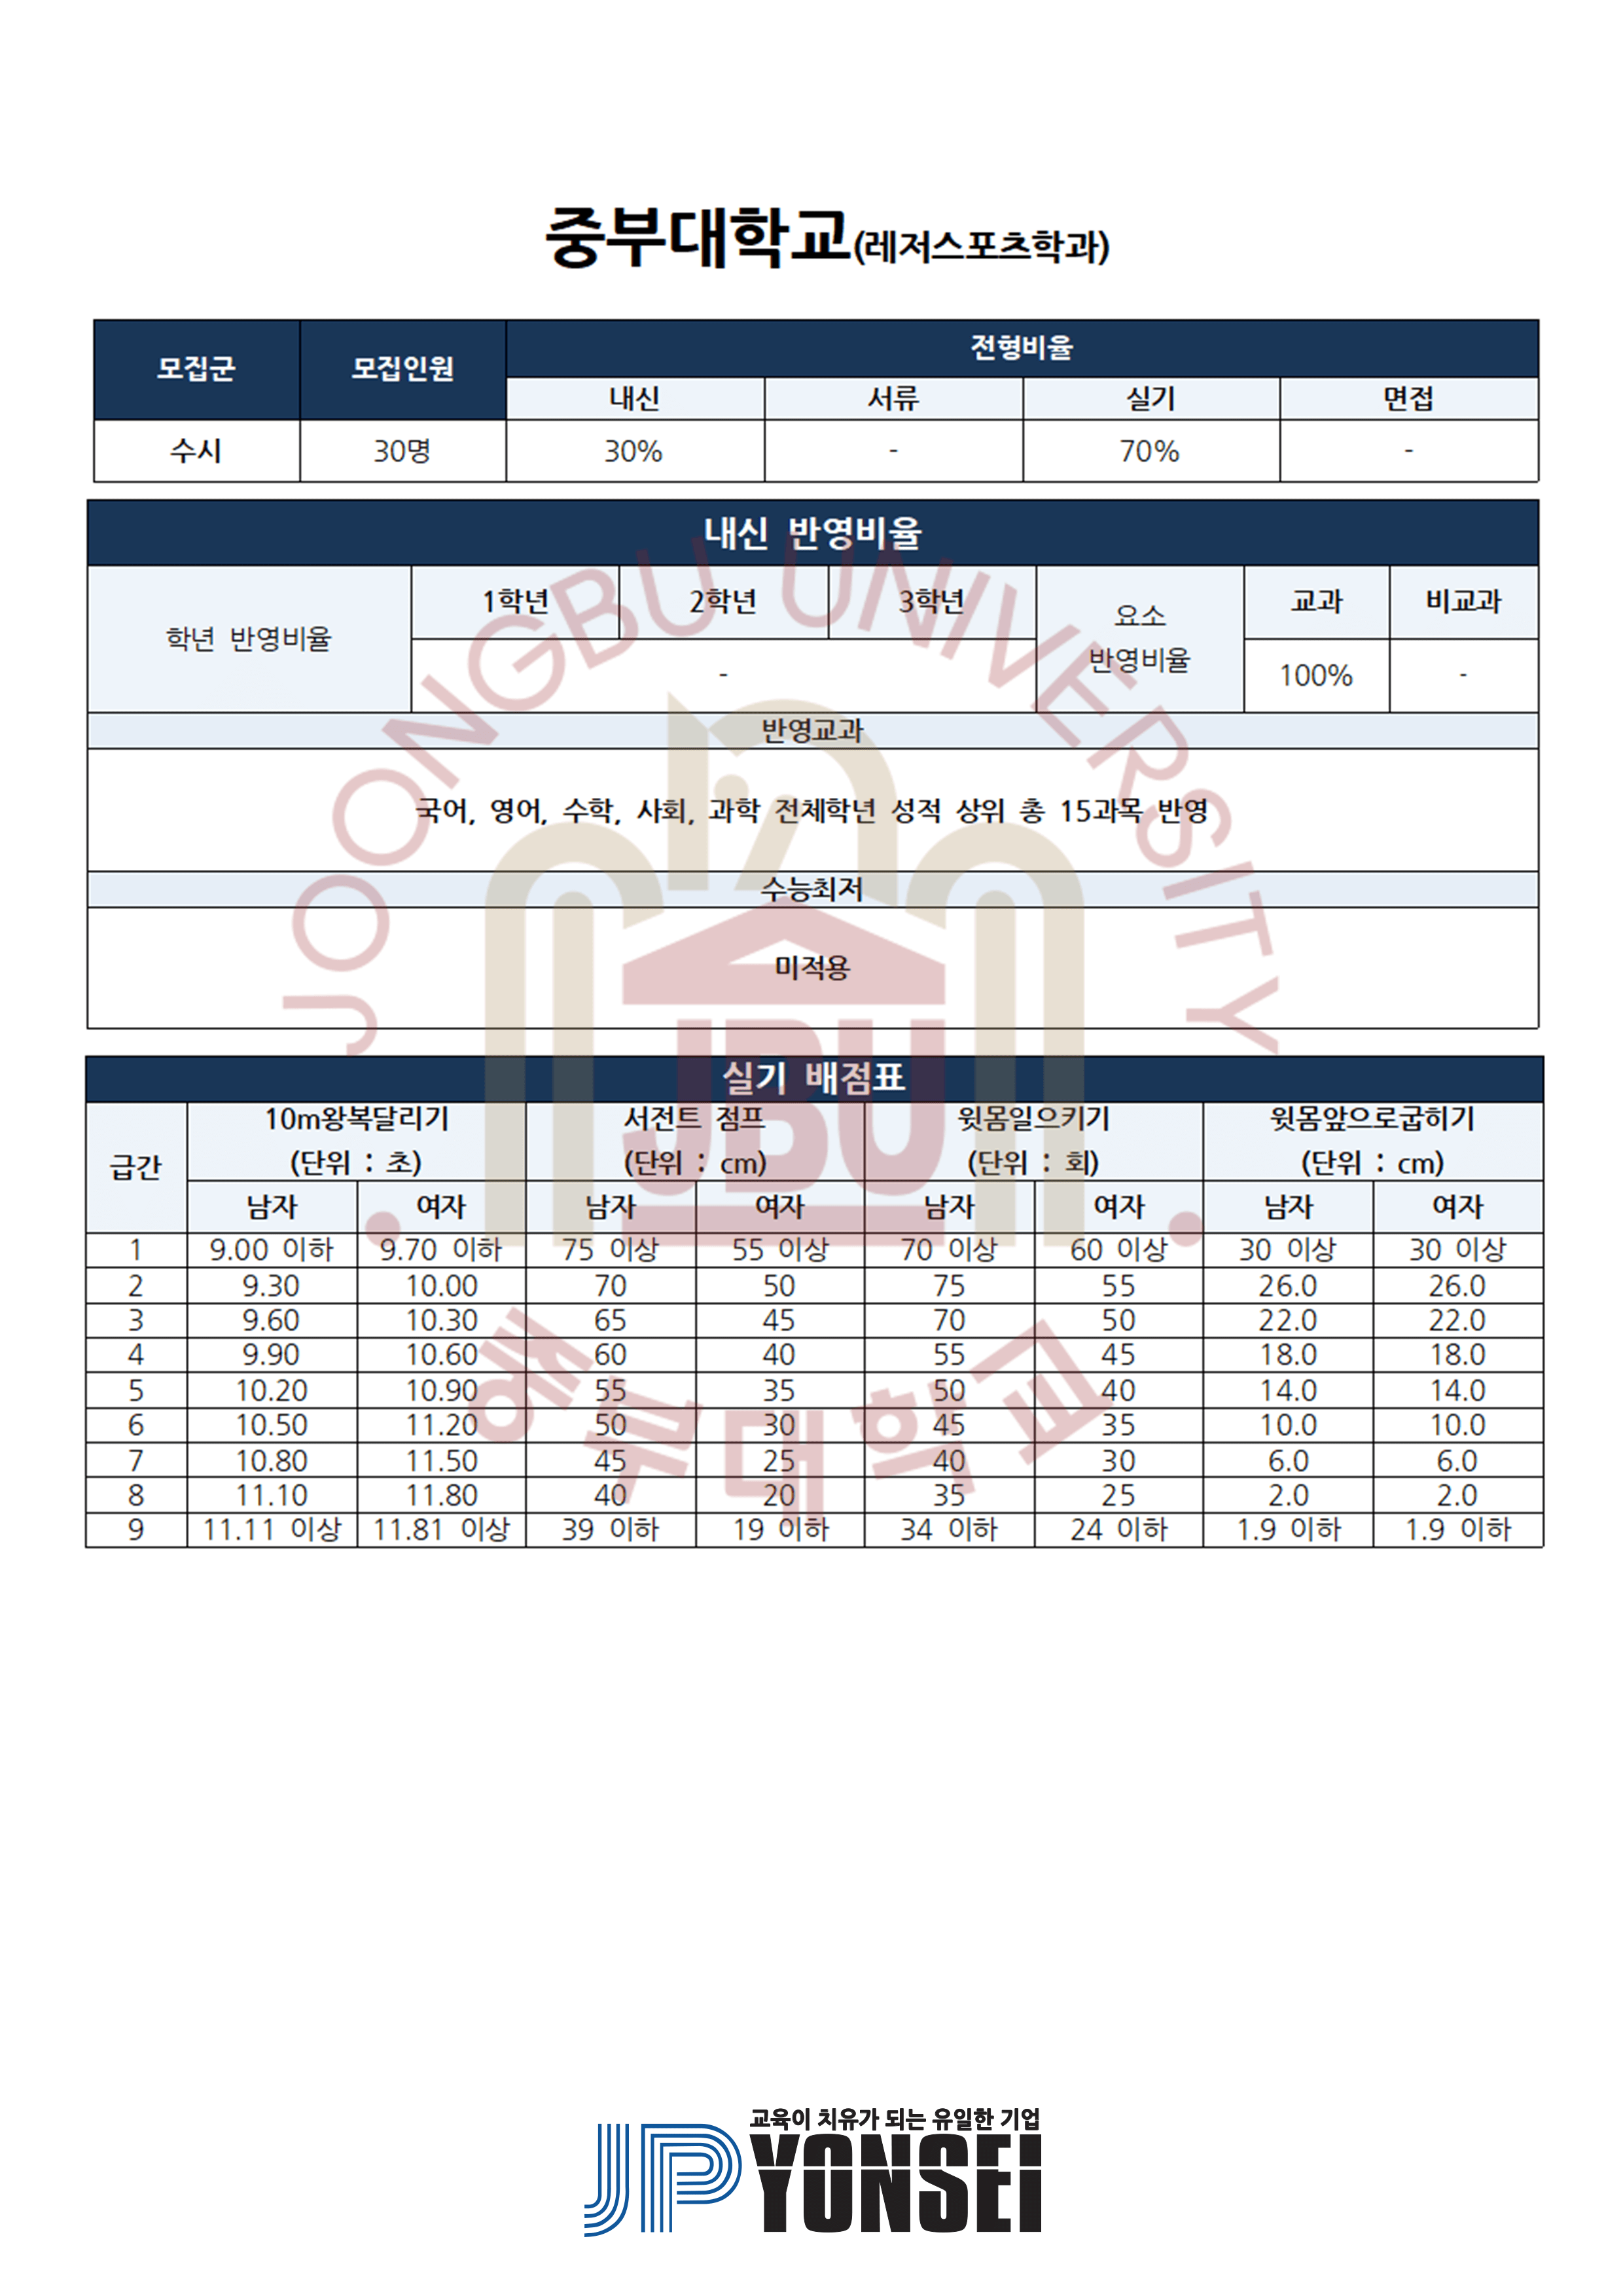 중부대학교(레저스포츠학과)
모집군 모집인원 전형비율
내신 서류 실기 면접
수시 30명 30% - 70% -
내신 반영비율
학년 반영비율 1학년 2학년 3학년 요소 반영비율 교과 비교과
- 100% -
반영교과
국어, 영어, 수학, 사회, 과학 전체학년 성적 상위 총 15과목 반영
수능최저
미적용
실기 배점표
급간 10m왕복달리기 서전트 점프 윗몸일으키기 윗몸앞으로굽히기
(단위 : 초) (단위 : cm) (단위 : 회) (단위 : cm)
남자 여자 남자 여자 남자 여자 남자 여자
1 9.00 이하 9.70 이하 75 이상 55 이상 70 이상 60 이상 30 이상 30 이상
2 9.30 10.00 70 50 75 55 26.0 26.0
3 9.60 10.30 65 45 70 50 22.0 22.0
4 9.90 10.60 60 40 55 45 18.0 18.0
5 10.20 10.90 55 35 50 40 14.0 14.0
6 10.50 11.20 50 30 45 35 10.0 10.0
7 10.80 11.50 45 25 40 30 6.0 6.0
8 11.10 11.80 40 20 35 25 2.0 2.0
9 11.11 이상 11.81 이상 39 이하 19 이하 34 이하 24 이하 1.9 이하 1.9 이하
JOONGBU UNIVERSITY
JBU
중부대학교
교육이 치유가 되는 유일한 기업
JP YONSEI